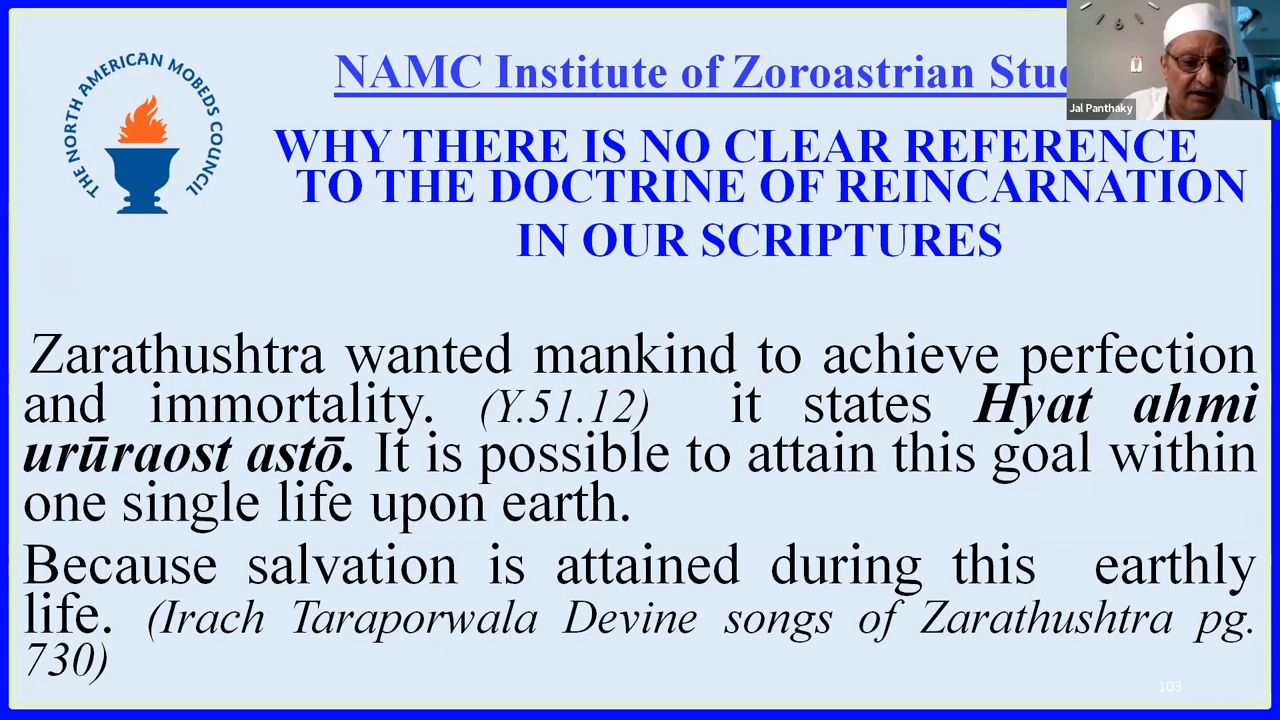 THE NORTH AMERICAN MOBEDS COUNCIL
NAMC Institute of Zoroastrian Stu
Jal Panthaky
WHY THERE IS NO CLEAR REFERENCE
TO THE DOCTRINE OF REINCARNATION
IN OUR SCRIPTURES
Zarathushtra wanted mankind to achieve perfection
and immortality. (Y.51.12) it states Hyat ahmi
urūraost astō. It is possible to attain this goal within
one single life upon earth.
Because salvation is attained during this earthly
life. (Irach Taraporwala Devine songs of Zarathushtra pg.
730)
103